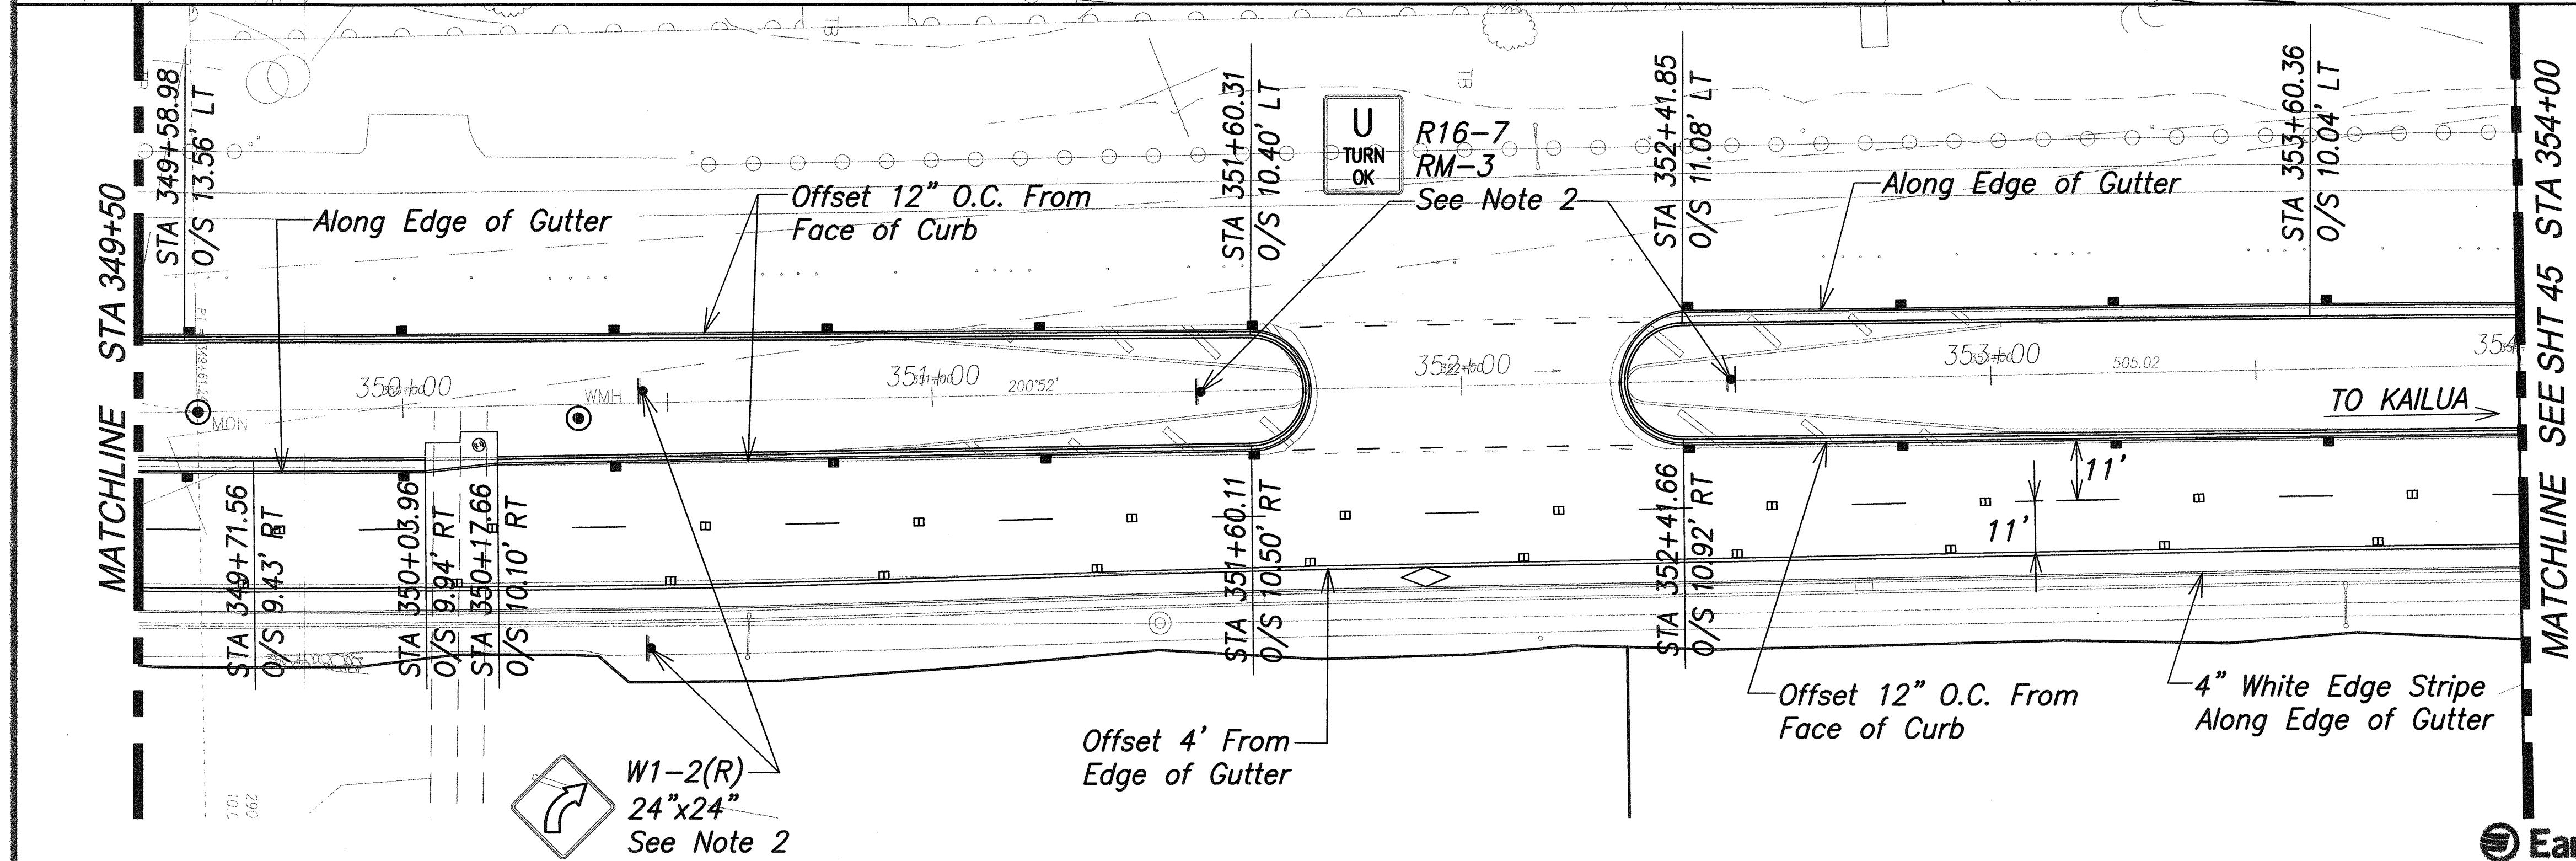 MATCHLINE STA 349+50
STA 349+58.98
O/S 13.56' LT
Along Edge of Gutter
Offset 12" O.C. From
Face of Curb
STA 351+60.31
O/S 10.40' LT
U
TURN
OK
R16-7
RM-3
See Note 2
STA 352+41.85
O/S 11.08' LT
Along Edge of Gutter
STA 353+60.36
O/S 10.04' LT
MATCHLINE SEE SHT 45 STA 354+00
TB
TB
350+00
351+00
200°52'
352+00
353+00
505.02
MON
WMH
TO KAILUA
11'
11'
STA 349+71.56
O/S 9.43' RT
STA 350+03.96
O/S 9.94' RT
STA 350+17.66
O/S 10.10' RT
STA 351+60.11
O/S 10.50' RT
STA 352+41.66
O/S 10.92' RT
Offset 12" O.C. From
Face of Curb
4" White Edge Stripe
Along Edge of Gutter
Offset 4' From
Edge of Gutter
W1-2(R)
24"x24"
See Note 2
290